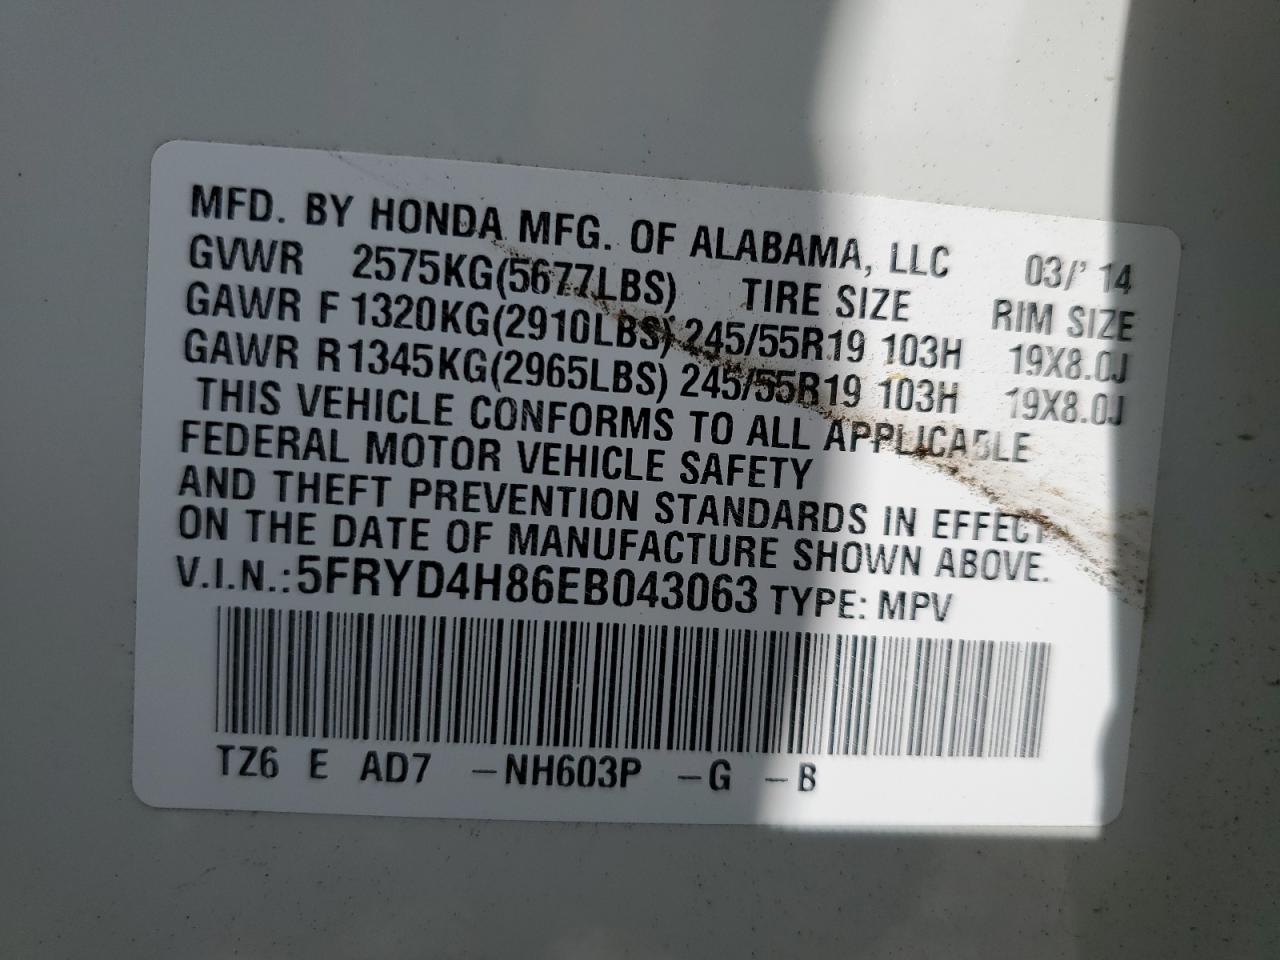 MFD. BY HONDA MFG. OF ALABAMA, LLC 03/' 14
GVWR 2575KG(5677LBS) TIRE SIZE RIM SIZE
GAWR F 1320KG(2910LBS) 245/55R19 103H 19X8.0J
GAWR R1345KG(2965LBS) 245/55R19 103H 19X8.0J
THIS VEHICLE CONFORMS TO ALL APPLICABLE
FEDERAL MOTOR VEHICLE SAFETY
AND THEFT PREVENTION STANDARDS IN EFFECT
ON THE DATE OF MANUFACTURE SHOWN ABOVE.
V.I.N.:5FRYD4H86EB043063 TYPE: MPV
TZ6 E AD7 -NH603P -G -B